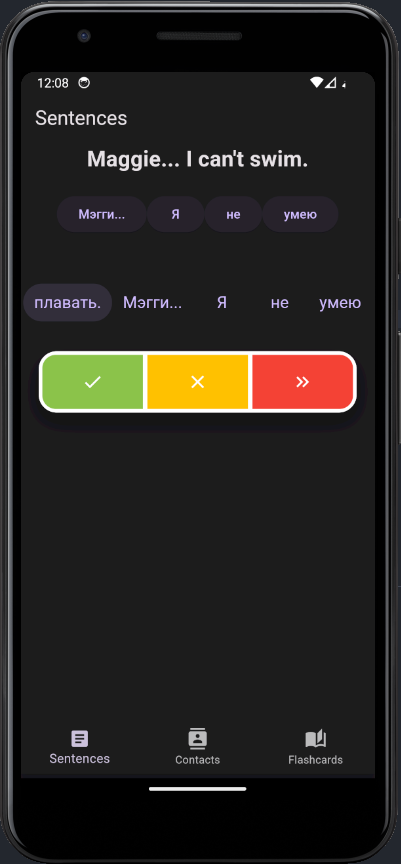 12:08
Sentences
Maggie... I can't swim.
Мэгги... Я не умею
плавать. Мэгги... Я не умею
Sentences Contacts Flashcards